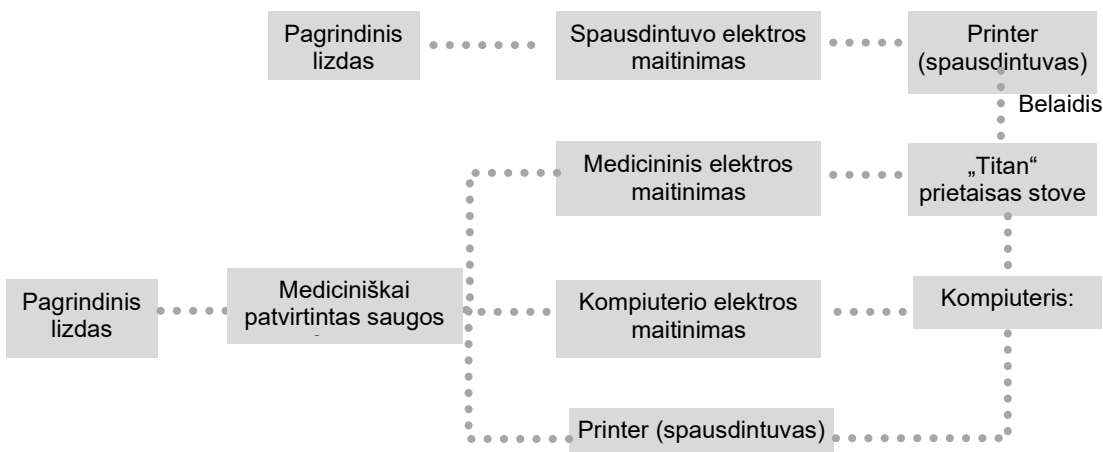 Pagrindinis
lizdas
Spausdintuvo elektros
maitinimas
Printer
(spausdintuvas)
Belaidis
Medicininis elektros
maitinimas
„Titan“
prietaisas stove
Pagrindinis
lizdas
Mediciniškai
patvirtintas saugos
Kompiuterio elektros
maitinimas
Kompiuteris:
Printer (spausdintuvas)